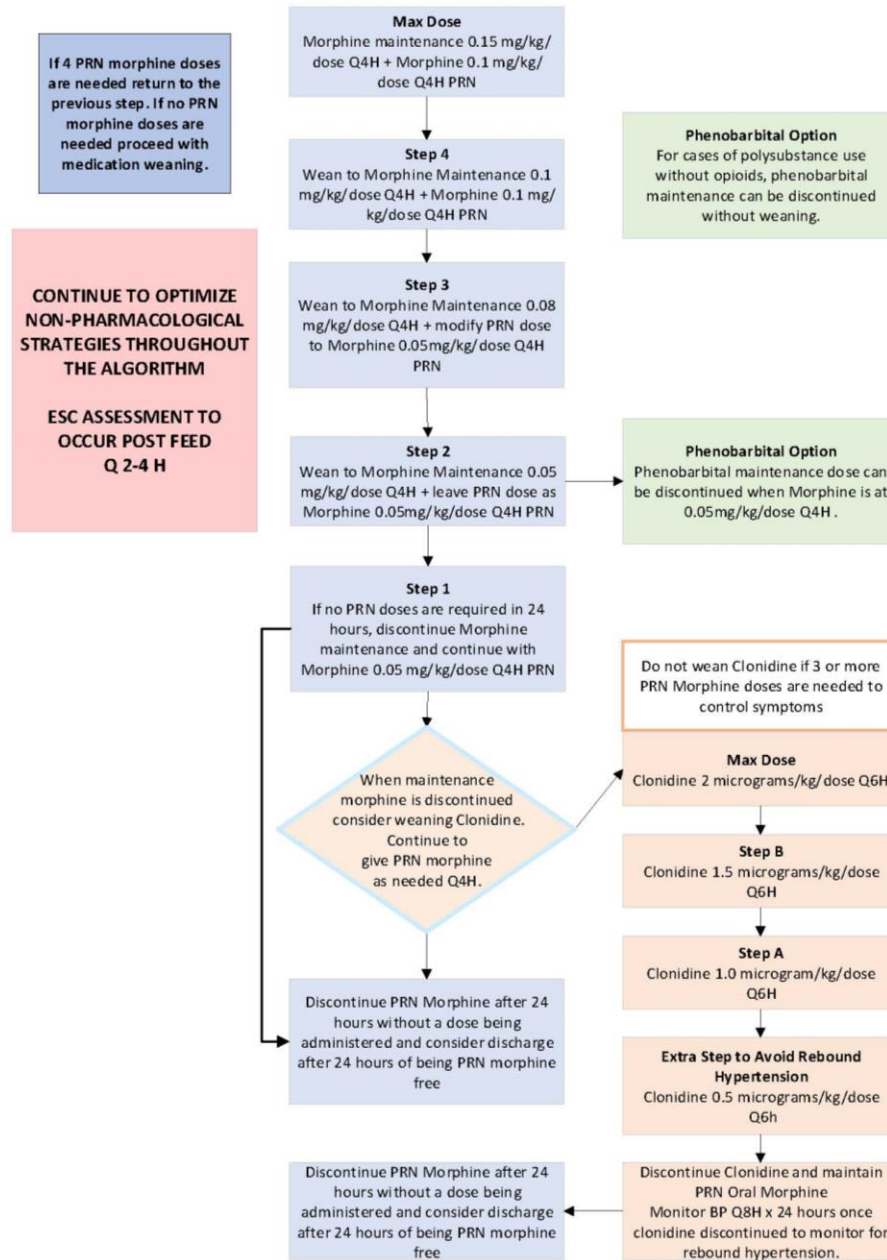 Max Dose
Morphine maintenance 0.15 mg/kg/
dose Q4H + Morphine 0.1 mg/kg/
dose Q4H PRN
If 4 PRN morphine doses
are needed return to the
previous step. If no PRN
morphine doses are
needed proceed with
medication weaning.
Phenobarbital Option
For cases of polysubstance use
without opioids, phenobarbital
maintenance can be discontinued
without weaning.
Step 4
Wean to Morphine Maintenance 0.1
mg/kg/dose Q4H + Morphine 0.1 mg/
kg/dose Q4H PRN
CONTINUE TO OPTIMIZE
NON-PHARMACOLOGICAL
STRATEGIES THROUGHOUT
THE ALGORITHM
ESC ASSESSMENT TO
OCCUR POST FEED
Q 2-4 H
Step 3
Wean to Morphine Maintenance 0.08
mg/kg/dose Q4H + modify PRN dose
to Morphine 0.05mg/kg/dose Q4H
PRN
Step 2
Wean to Morphine Maintenance 0.05
mg/kg/dose Q4H + leave PRN dose as
Morphine 0.05mg/kg/dose Q4H PRN
Phenobarbital Option
Phenobarbital maintenance dose can
be discontinued when Morphine is at
0.05mg/kg/dose Q4H .
Step 1
If no PRN doses are required in 24
hours, discontinue Morphine
maintenance and continue with
Morphine 0.05 mg/kg/dose Q4H PRN
Do not wean Clonidine if 3 or more
PRN Morphine doses are needed to
control symptoms
When maintenance
morphine is discontinued
consider weaning Clonidine.
Continue to
give PRN morphine
as needed Q4H.
Max Dose
Clonidine 2 micrograms/kg/dose Q6H
Step B
Clonidine 1.5 micrograms/kg/dose
Q6H
Step A
Clonidine 1.0 microgram/kg/dose
Q6H
Discontinue PRN Morphine after 24
hours without a dose being
administered and consider discharge
after 24 hours of being PRN morphine
free
Extra Step to Avoid Rebound
Hypertension
Clonidine 0.5 micrograms/kg/dose
Q6h
Discontinue Clonidine and maintain
PRN Oral Morphine
Monitor BP Q8H x 24 hours once
clonidine discontinued to monitor for
rebound hypertension.
Discontinue PRN Morphine after 24
hours without a dose being
administered and consider discharge
after 24 hours of being PRN morphine
free